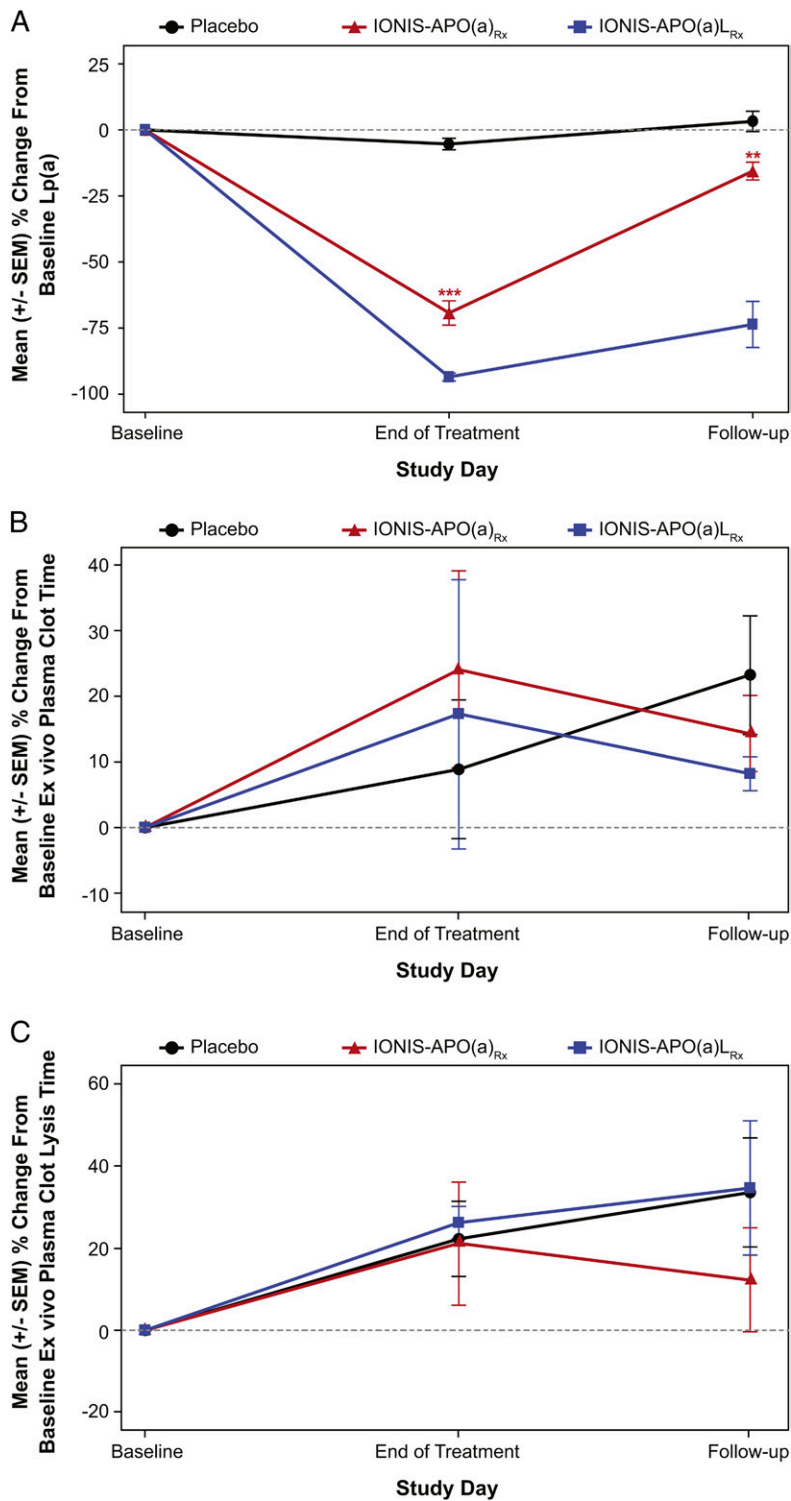 A
Placebo IONIS-APO(a)Rx IONIS-APO(a)LRx
Mean (+/- SEM) % Change From
Baseline Lp(a)
25
0
-25
-50
-75
-100
**
***
Baseline End of Treatment Follow-up
Study Day
B
Placebo IONIS-APO(a)Rx IONIS-APO(a)LRx
Mean (+/- SEM) % Change From
Baseline Ex vivo Plasma Clot Time
40
30
20
10
0
-10
Baseline End of Treatment Follow-up
Study Day
C
Placebo IONIS-APO(a)Rx IONIS-APO(a)LRx
Mean (+/- SEM) % Change From
Baseline Ex vivo Plasma Clot Lysis Time
60
40
20
0
-20
Baseline End of Treatment Follow-up
Study Day